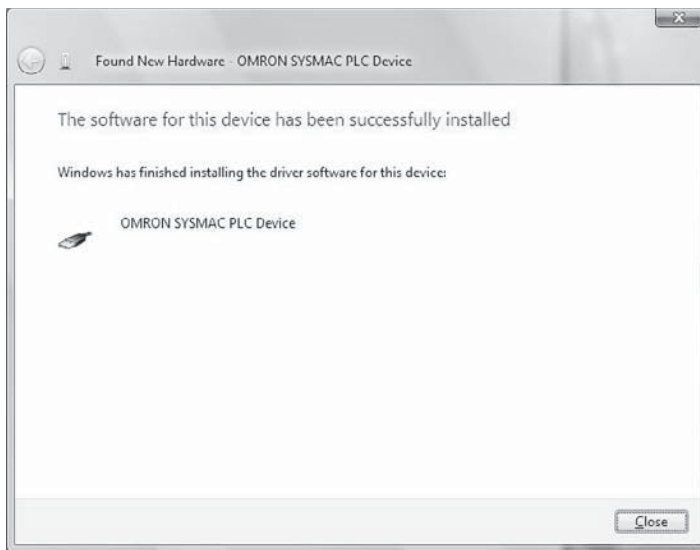 Found New Hardware - OMRON SYSMAC PLC Device
The software for this device has been successfully installed
Windows has finished installing the driver software for this device:
OMRON SYSMAC PLC Device
Close